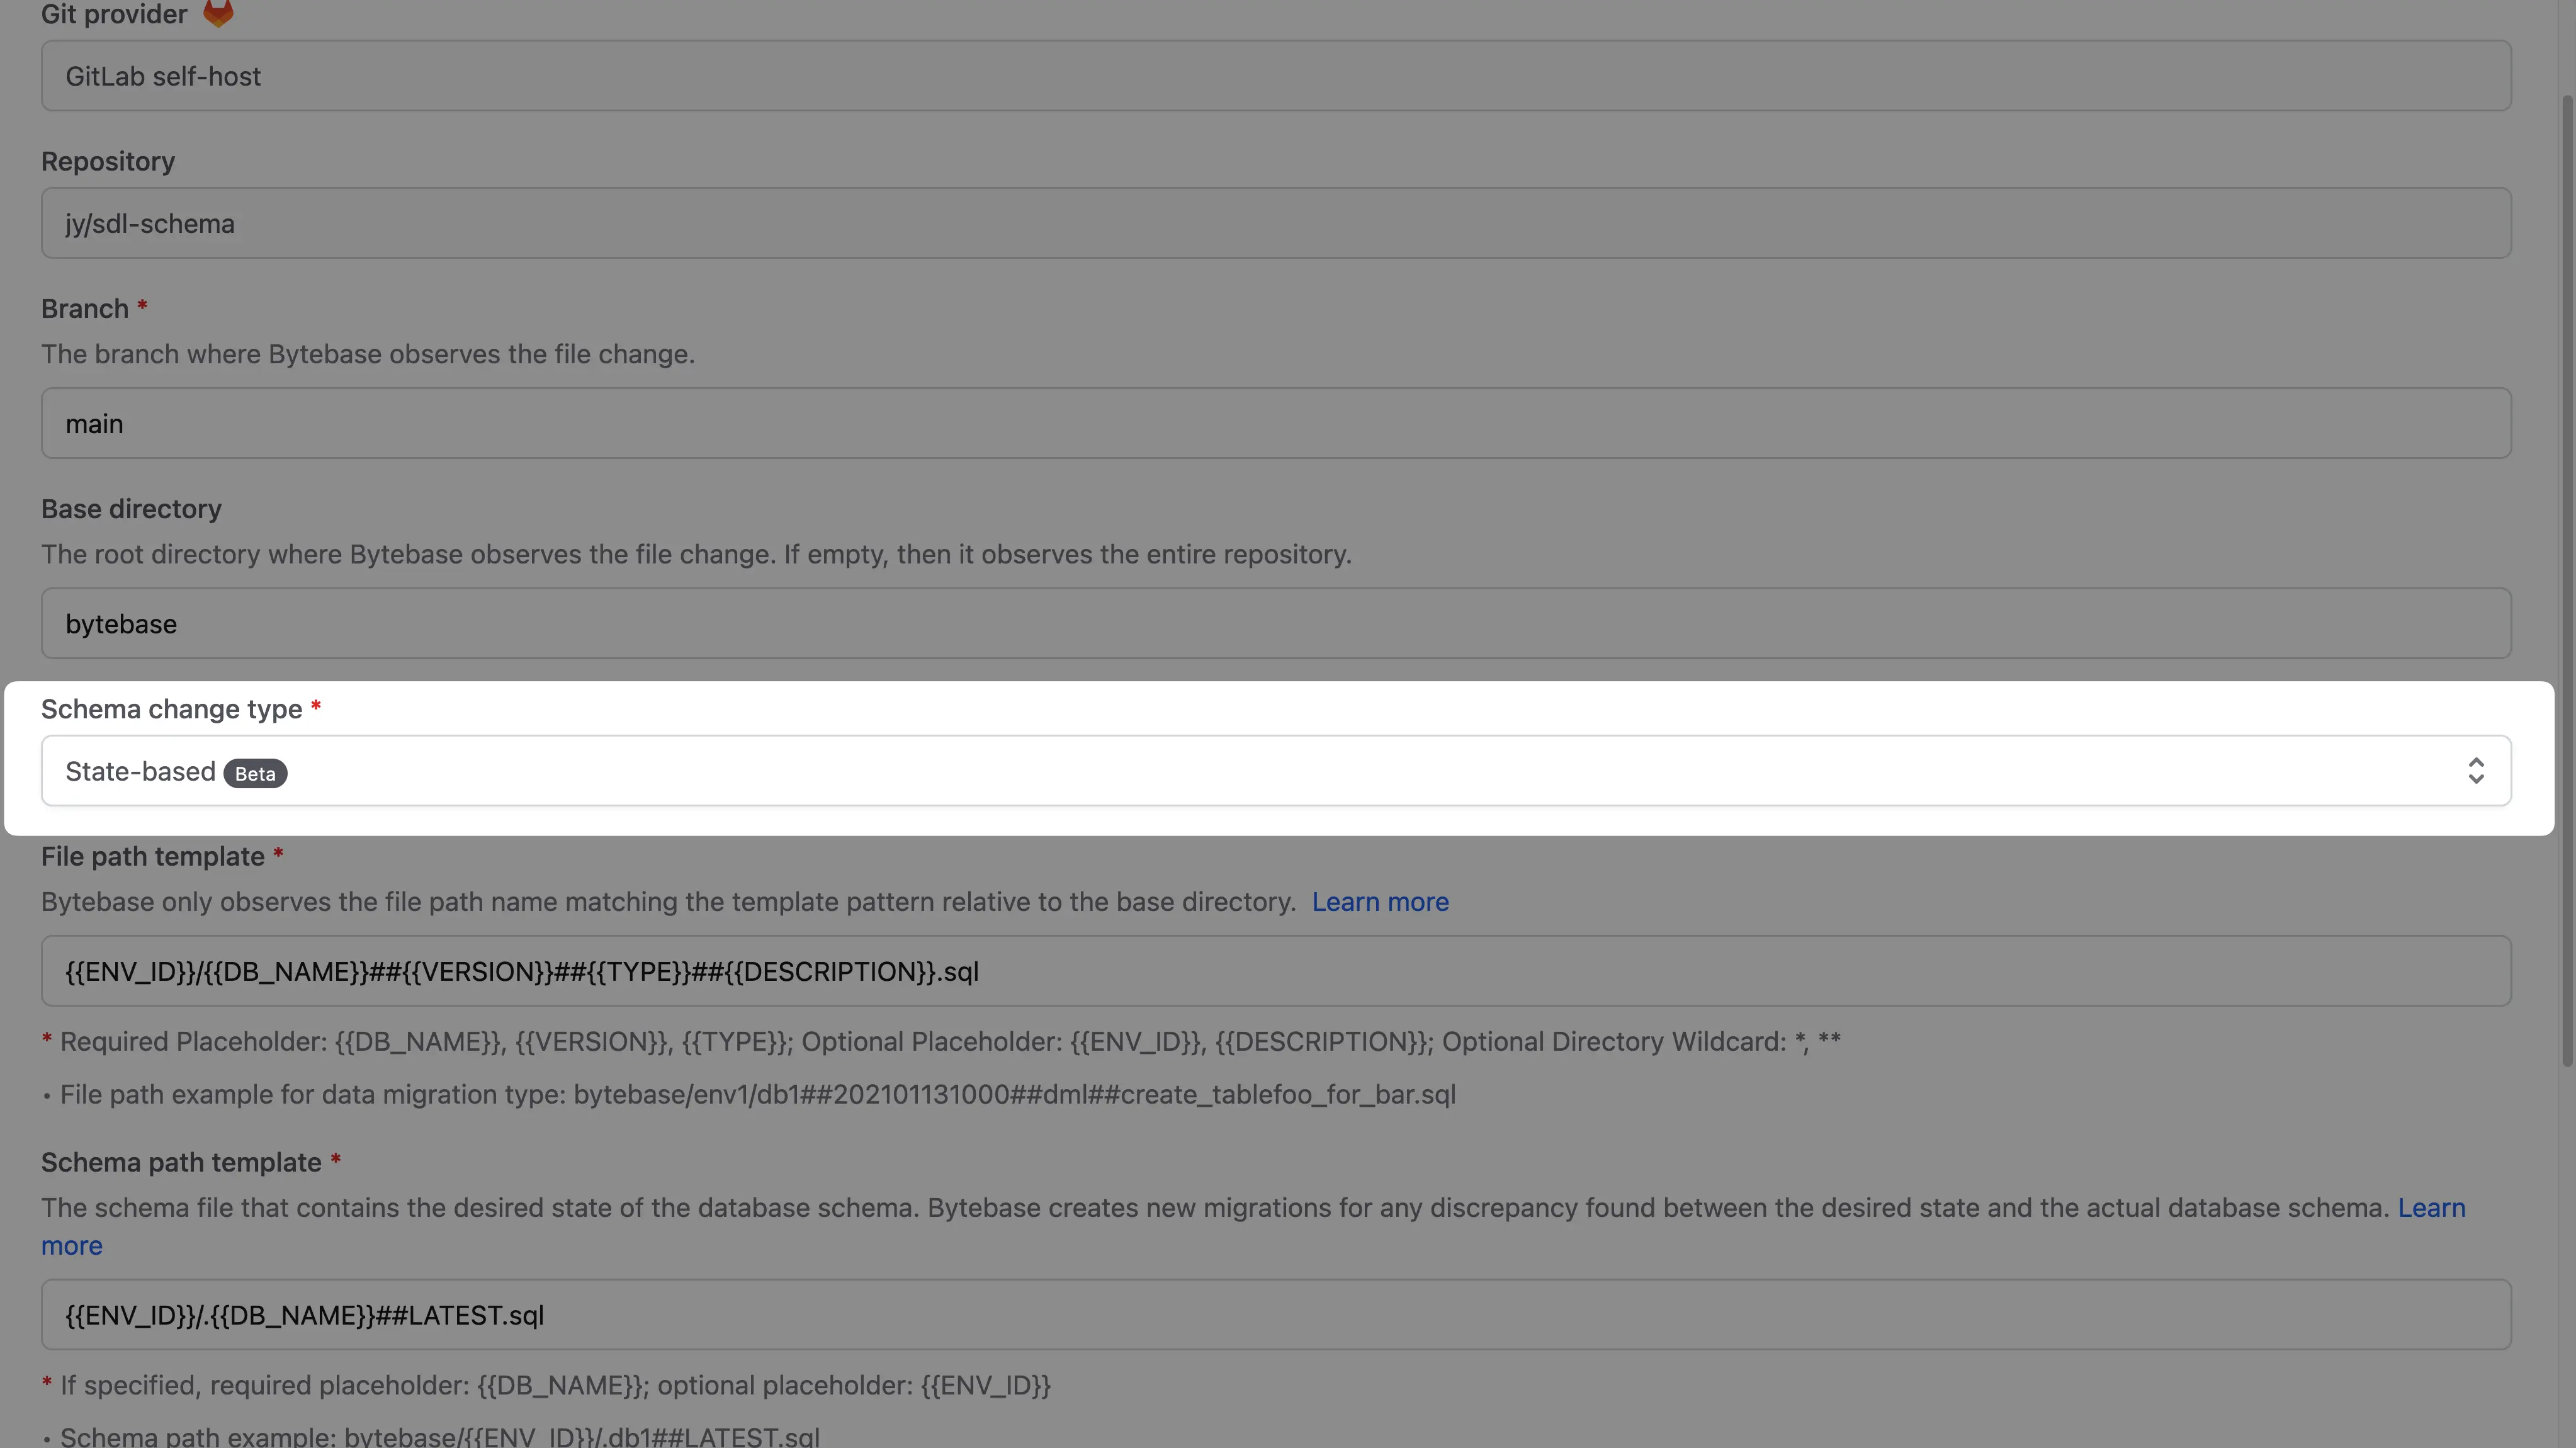 Git provider
GitLab self-host
Repository
jy/sdl-schema
Branch *
The branch where Bytebase observes the file change.
main
Base directory
The root directory where Bytebase observes the file change. If empty, then it observes the entire repository.
bytebase
Schema change type *
State-based Beta
File path template *
Bytebase only observes the file path name matching the template pattern relative to the base directory. Learn more
{{ENV_ID}}/{{DB_NAME}}##{{VERSION}}##{{TYPE}}##{{DESCRIPTION}}.sql
* Required Placeholder: {{DB_NAME}}, {{VERSION}}, {{TYPE}}; Optional Placeholder: {{ENV_ID}}, {{DESCRIPTION}}; Optional Directory Wildcard: *, **
• File path example for data migration type: bytebase/env1/db1##202101131000##dml##create_tablefoo_for_bar.sql
Schema path template *
The schema file that contains the desired state of the database schema. Bytebase creates new migrations for any discrepancy found between the desired state and the actual database schema. Learn
more
{{ENV_ID}}/.{{DB_NAME}}##LATEST.sql
* If specified, required placeholder: {{DB_NAME}}; optional placeholder: {{ENV_ID}}
• Schema path example: bytebase/{{ENV_ID}}/.db1##LATEST.sql